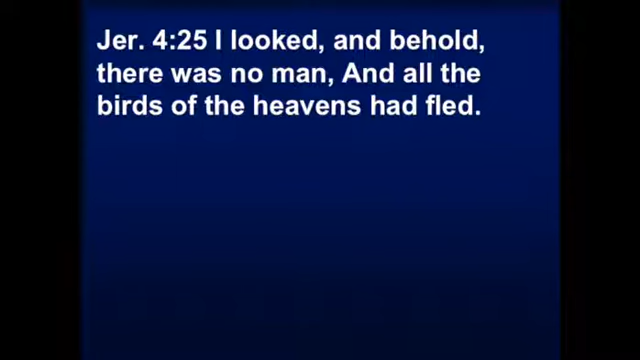 Jer. 4:25 I looked, and behold,
there was no man, And all the
birds of the heavens had fled.